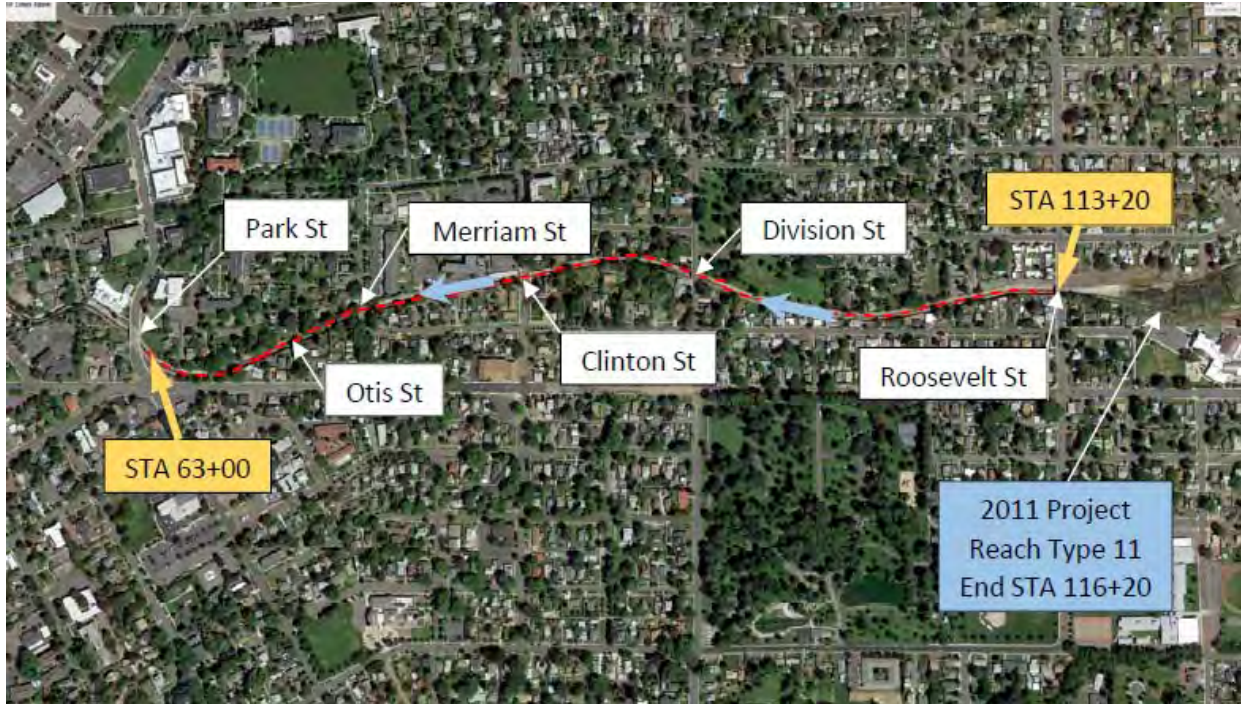 STA 113+20
Park St
Merriam St
Division St
Otis St
Clinton St
Roosevelt St
STA 63+00
2011 Project
Reach Type 11
End STA 116+20